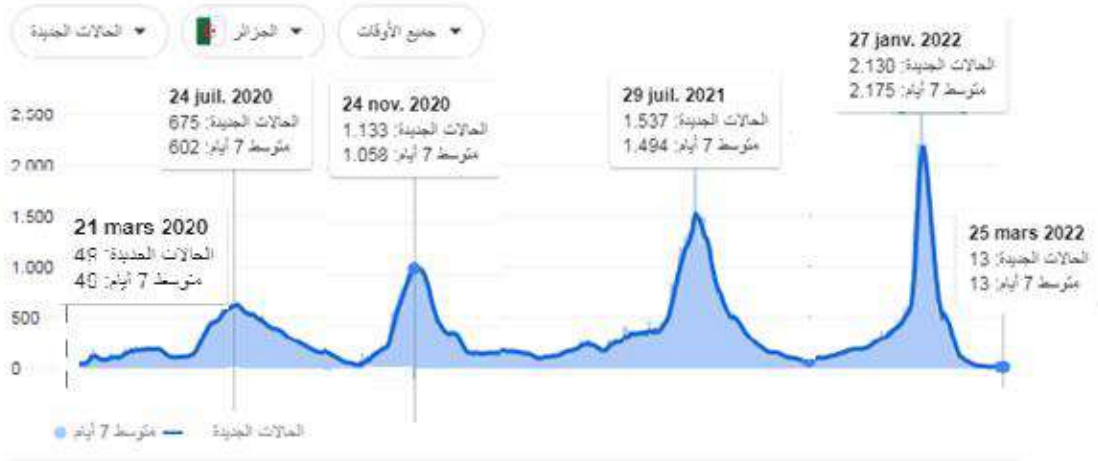 الحالات الجديدة
الجزائر
جميع الأوقات
27 janv. 2022
الحالات الجديدة: 2.130
متوسط 7 أيام: 2.175
24 juil. 2020
الحالات الجديدة: 675
متوسط 7 أيام: 602
24 nov. 2020
الحالات الجديدة: 1.133
متوسط 7 أيام: 1.058
29 juil. 2021
الحالات الجديدة: 1.537
متوسط 7 أيام: 1.494
21 mars 2020
الحالات الجديدة: 49
متوسط 7 أيام:
25 mars 2022
الحالات الجديدة: 13
متوسط 7 أيام: 13
2.500
2.000
1.500
1.000
500
0
متوسط 7 أيام
الحالات الجديدة